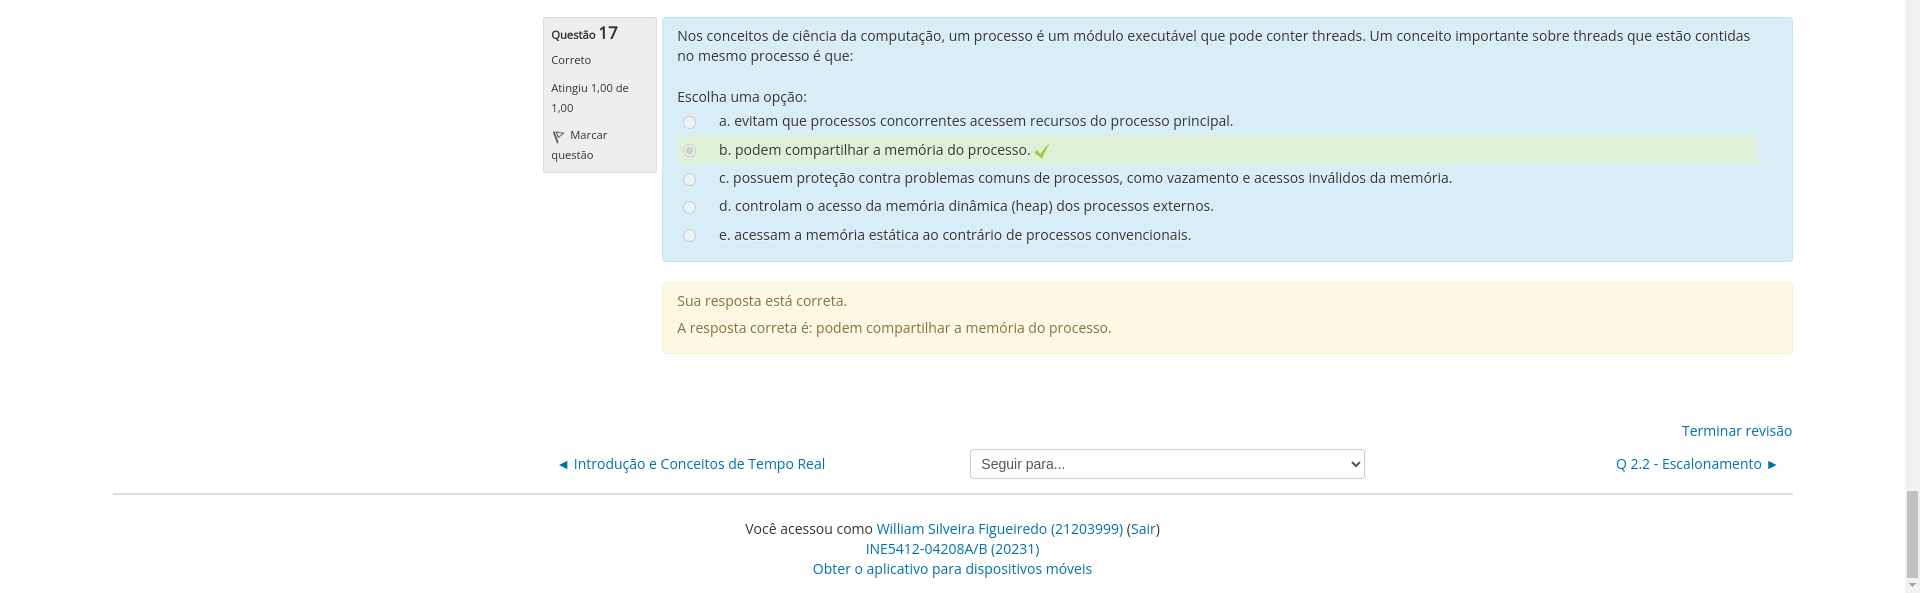 Questão 17
Correto
Atingiu 1,00 de
1,00
Marcar
questão
Nos conceitos de ciência da computação, um processo é um módulo executável que pode conter threads. Um conceito importante sobre threads que estão contidas
no mesmo processo é que:
Escolha uma opção:
a. evitam que processos concorrentes acessem recursos do processo principal.
b. podem compartilhar a memória do processo.
c. possuem proteção contra problemas comuns de processos, como vazamento e acessos inválidos da memória.
d. controlam o acesso da memória dinâmica (heap) dos processos externos.
e. acessam a memória estática ao contrário de processos convencionais.
Sua resposta está correta.
A resposta correta é: podem compartilhar a memória do processo.
Terminar revisão
◄ Introdução e Conceitos de Tempo Real
Seguir para...
Q 2.2 - Escalonamento ►
Você acessou como William Silveira Figueiredo (21203999) (Sair)
INE5412-04208A/B (20231)
Obter o aplicativo para dispositivos móveis